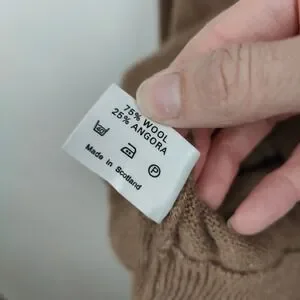 75% WOOL
25% ANGORA
P
Made in Scotland